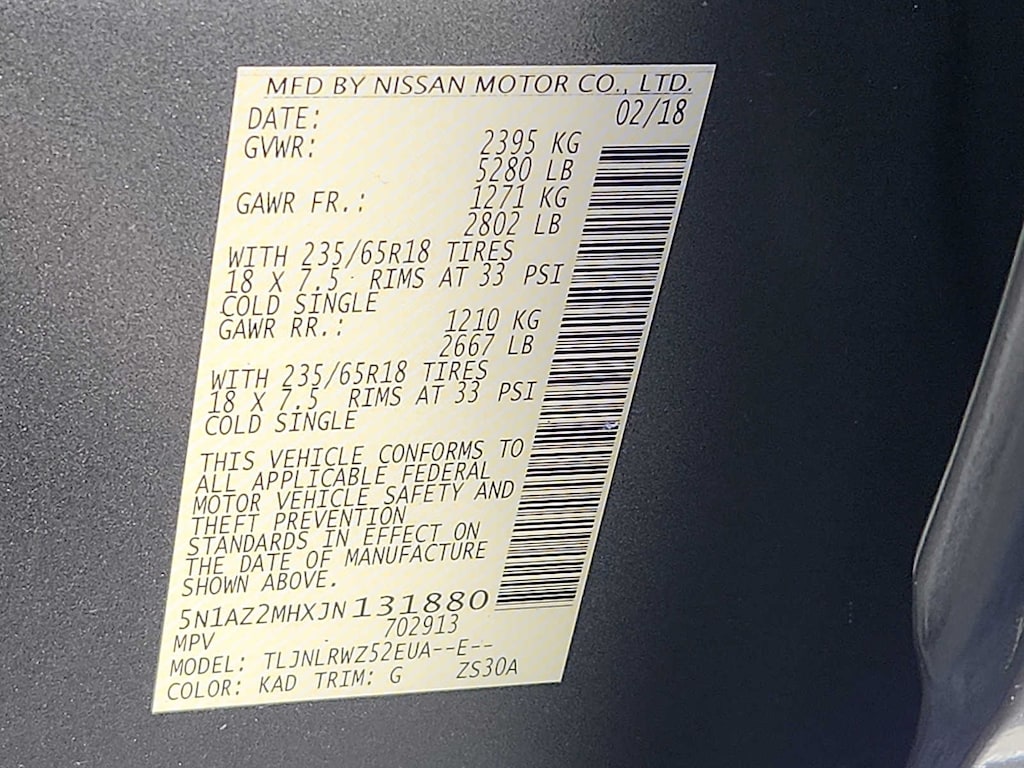 MFD BY NISSAN MOTOR CO., LTD.
DATE: 02/18
GVWR: 2395 KG
5280 LB
GAWR FR.: 1271 KG
2802 LB
WITH 235/65R18 TIRES
18 X 7.5 RIMS AT 33 PSI
COLD SINGLE
GAWR RR.: 1210 KG
2667 LB
WITH 235/65R18 TIRES
18 X 7.5 RIMS AT 33 PSI
COLD SINGLE
THIS VEHICLE CONFORMS TO
ALL APPLICABLE FEDERAL
MOTOR VEHICLE SAFETY AND
THEFT PREVENTION
STANDARDS IN EFFECT ON
THE DATE OF MANUFACTURE
SHOWN ABOVE.
5N1AZ2MHXJN131880
MPV 702913
MODEL: TLJNLRWZ52EUA--E--
COLOR: KAD TRIM: G ZS30A